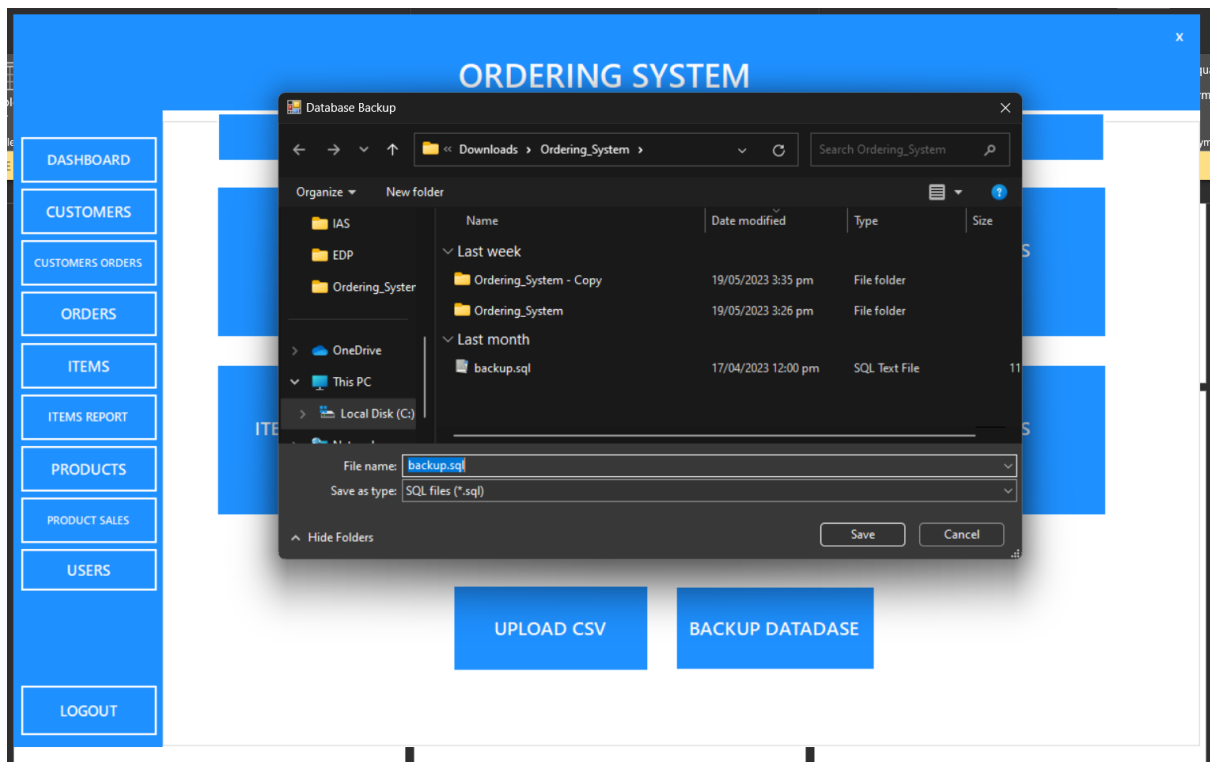 x
ORDERING SYSTEM
DASHBOARD
CUSTOMERS
CUSTOMERS ORDERS
ORDERS
ITEMS
ITEMS REPORT
PRODUCTS
PRODUCT SALES
USERS
LOGOUT
Database Backup
« Downloads > Ordering_System >
Search Ordering_System
Organize
New folder
IAS
EDP
Ordering_Syster
OneDrive
This PC
Local Disk (C:)
Name Date modified Type Size
Last week
Ordering_System - Copy 19/05/2023 3:35 pm File folder
Ordering_System 19/05/2023 3:26 pm File folder
Last month
backup.sql 17/04/2023 12:00 pm SQL Text File 11
File name: backup.sql
Save as type: SQL files (*.sql)
Hide Folders
Save
Cancel
S
ITE
S
UPLOAD CSV
BACKUP DATADASE